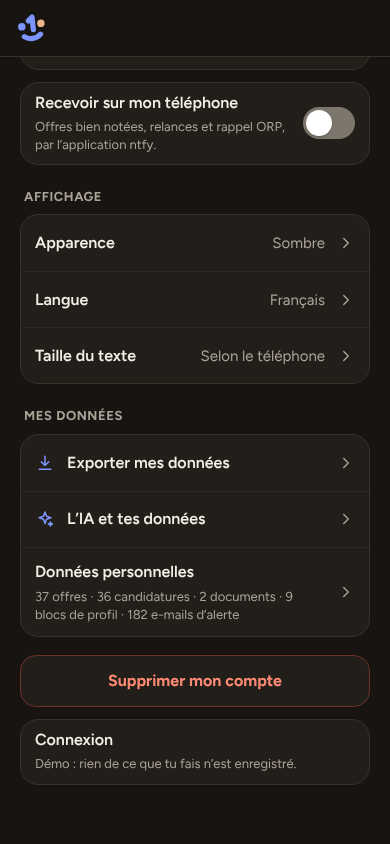 Recevoir sur mon téléphone
Offres bien notées, relances et rappel ORP,
par l’application ntfy.
AFFICHAGE
Apparence
Sombre
Langue
Français
Taille du texte
Selon le téléphone
MES DONNÉES
Exporter mes données
L’IA et tes données
Données personnelles
37 offres · 36 candidatures · 2 documents · 9
blocs de profil · 182 e-mails d’alerte
Supprimer mon compte
Connexion
Démo : rien de ce que tu fais n’est enregistré.